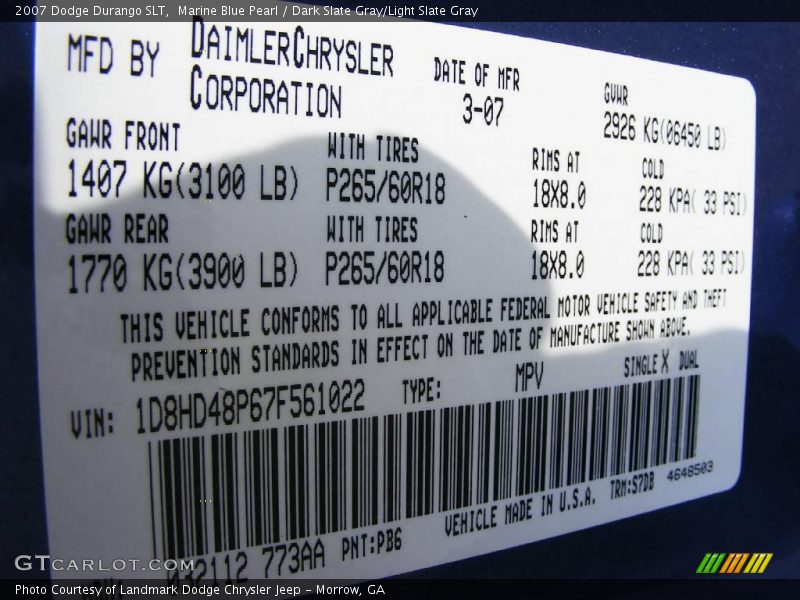 2007 Dodge Durango SLT, Marine Blue Pearl / Dark Slate Gray/Light Slate Gray
MFD BY DAIMLERCHRYSLER CORPORATION
DATE OF MFR 3-07
GVWR 2926 KG(06450 LB)
GAWR FRONT WITH TIRES RIMS AT COLD
1407 KG(3100 LB) P265/60R18 18X8.0 228 KPA( 33 PSI)
GAWR REAR WITH TIRES RIMS AT COLD
1770 KG(3900 LB) P265/60R18 18X8.0 228 KPA( 33 PSI)
THIS VEHICLE CONFORMS TO ALL APPLICABLE FEDERAL MOTOR VEHICLE SAFETY AND THEFT
PREVENTION STANDARDS IN EFFECT ON THE DATE OF MANUFACTURE SHOWN ABOVE.
VIN: 1D8HD48P67F561022 TYPE: MPV SINGLE X DUAL
VEHICLE MADE IN U.S.A. TRM:S7DB 4648503
032112 773AA PNT:PB6
GTCARLOT.COM
Photo Courtesy of Landmark Dodge Chrysler Jeep - Morrow, GA